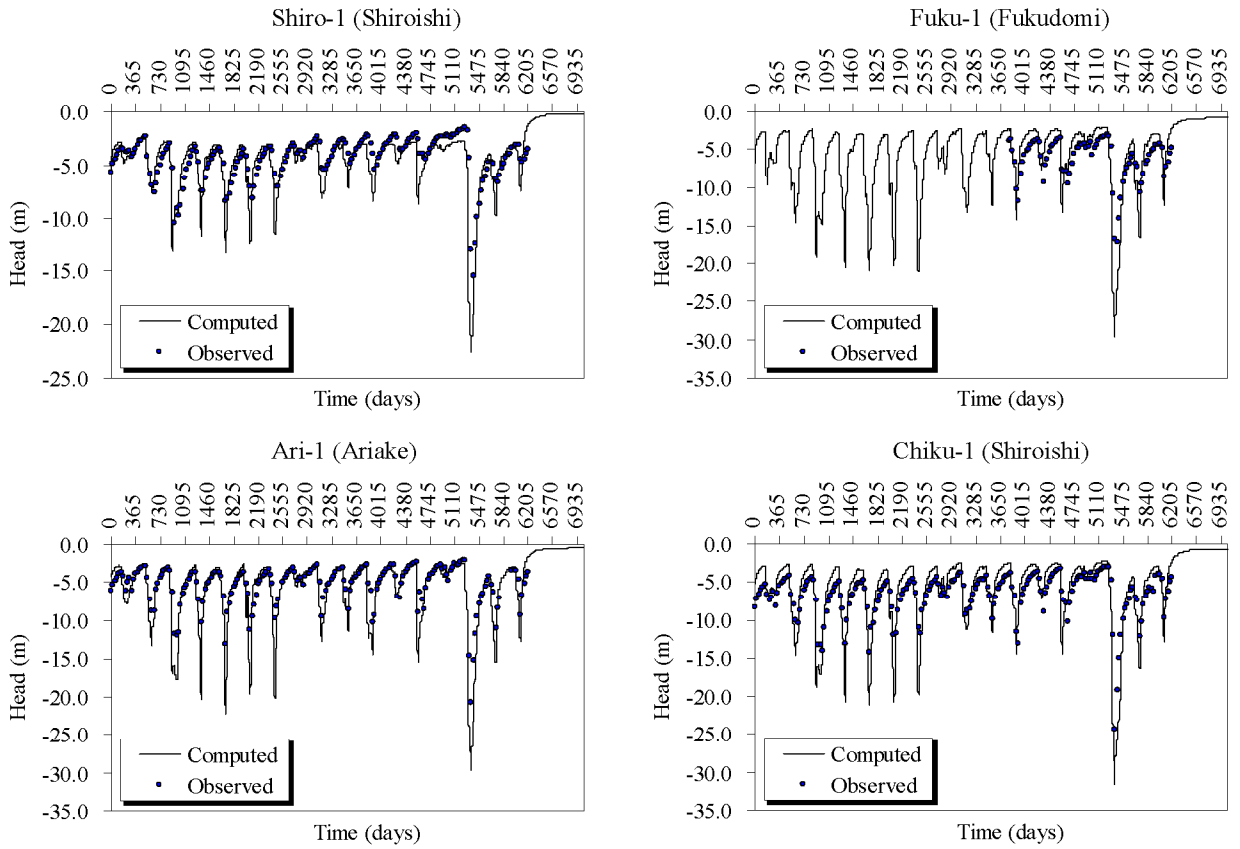 Shiro-1 (Shiroishi)
0 365 730 1095 1460 1825 2190 2555 2920 3285 3650 4015 4380 4745 5110 5475 5840 6205 6570 6935
0.0
-5.0
-10.0
-15.0
-20.0
-25.0
Head (m)
Computed
Observed
Time (days)
Fuku-1 (Fukudomi)
0 365 730 1095 1460 1825 2190 2555 2920 3285 3650 4015 4380 4745 5110 5475 5840 6205 6570 6935
0.0
-5.0
-10.0
-15.0
-20.0
-25.0
-30.0
-35.0
Head (m)
Computed
Observed
Time (days)
Ari-1 (Ariake)
0 365 730 1095 1460 1825 2190 2555 2920 3285 3650 4015 4380 4745 5110 5475 5840 6205 6570 6935
0.0
-5.0
-10.0
-15.0
-20.0
-25.0
-30.0
-35.0
Head (m)
Computed
Observed
Time (days)
Chiku-1 (Shiroishi)
0 365 730 1095 1460 1825 2190 2555 2920 3285 3650 4015 4380 4745 5110 5475 5840 6205 6570 6935
0.0
-5.0
-10.0
-15.0
-20.0
-25.0
-30.0
-35.0
Head (m)
Computed
Observed
Time (days)